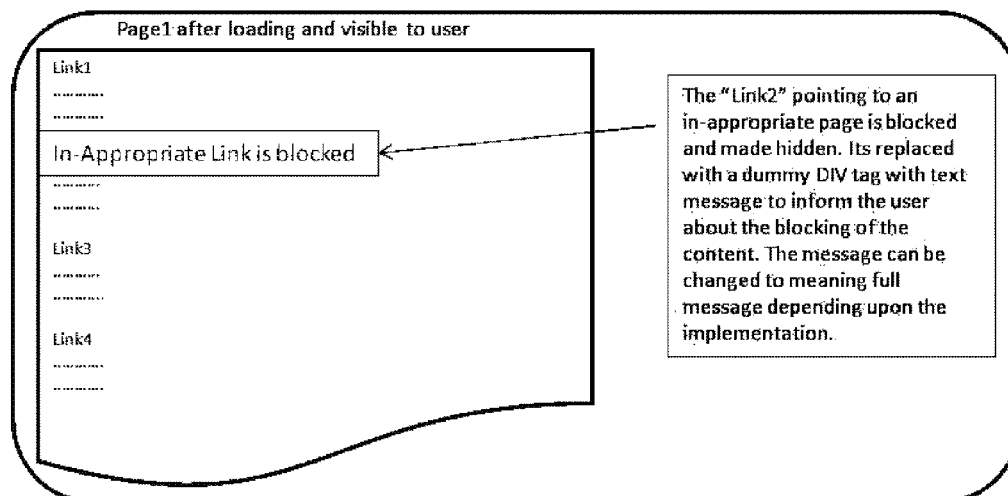 Page1 after loading and visible to user
Link1
............
............
In-Appropriate Link is blocked
............
............
Link3
............
............
Link4
............
............
The "Link2" pointing to an
in-appropriate page is blocked
and made hidden. Its replaced
with a dummy DIV tag with text
message to inform the user
about the blocking of the
content. The message can be
changed to meaning full
message depending upon the
implementation.